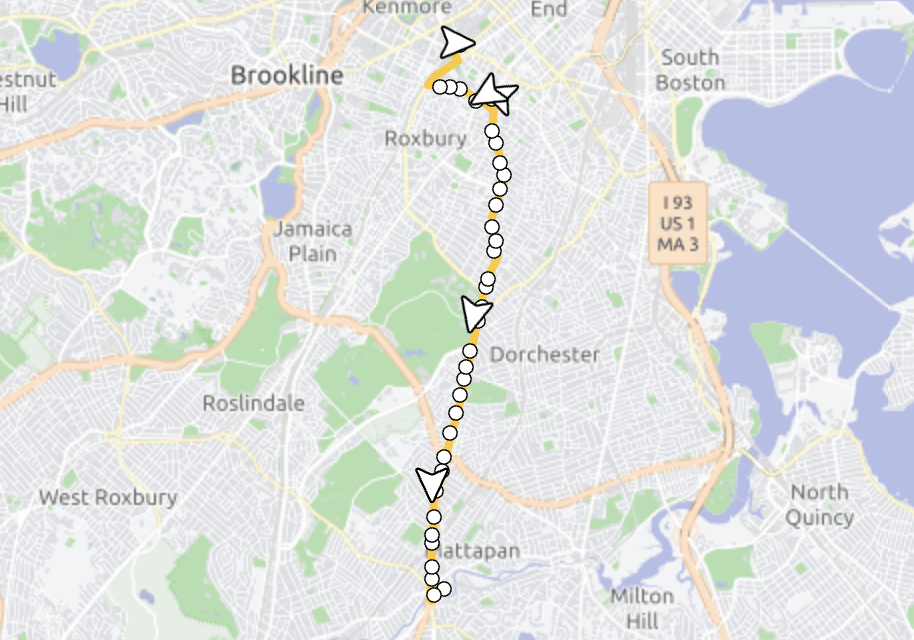 Kenmore
End
South
Boston
Brookline
estnut
Hill
Roxbury
I 93
US 1
MA 3
Jamaica
Plain
Dorchester
Roslindale
West Roxbury
North
Quincy
attapan
Milton
Hill